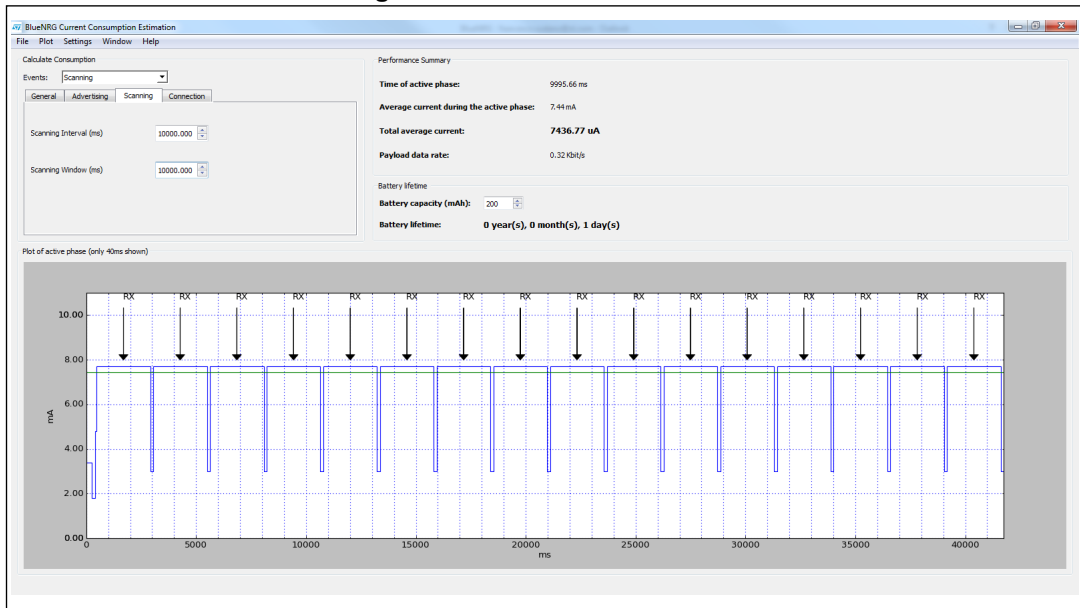 BlueNRG Current Consumption Estimation
File Plot Settings Window Help
Calculate Consumption
Events: Scanning
General Advertising Scanning Connection
Scanning Interval (ms) 10000.000
Scanning Window (ms) 10000.000
Performance Summary
Time of active phase: 9995.66 ms
Average current during the active phase: 7.44 mA
Total average current: 7436.77 uA
Payload data rate: 0.32 Kbit/s
Battery lifetime
Battery capacity (mAh): 200
Battery lifetime: 0 year(s), 0 month(s), 1 day(s)
Plot of active phase (only 40ms shown)
RX RX RX RX RX RX RX RX RX RX RX RX RX RX RX RX
10.00
8.00
6.00
mA
4.00
2.00
0.00
0 5000 10000 15000 20000 25000 30000 35000 40000
ms